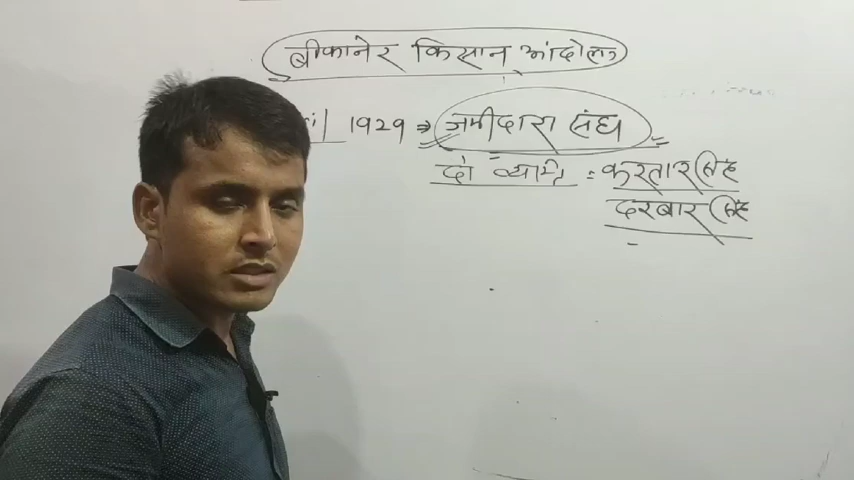 बीकानेर किसान आंदोलन
1929 ⇒ जमीदारा संघ
दो व्यक्ति = करतार सिंह
दरबार सिंह